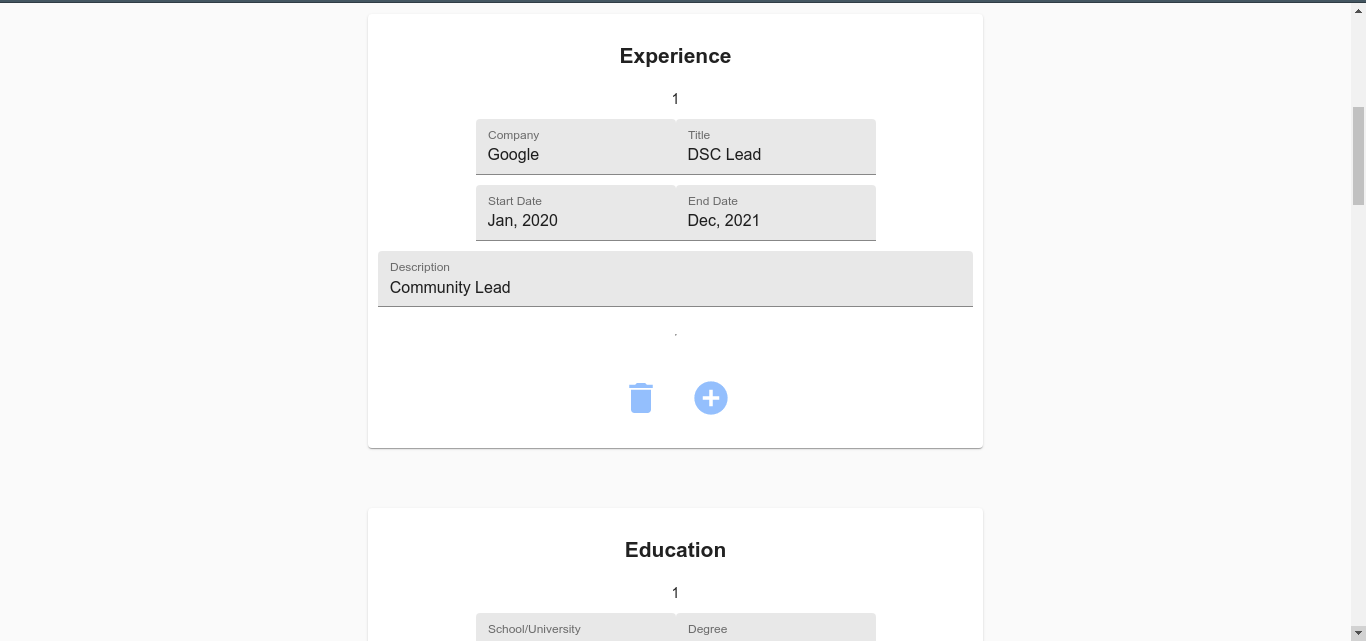 Experience
1
Company Title
Google DSC Lead
Start Date End Date
Jan, 2020 Dec, 2021
Description
Community Lead
.
Education
1
School/University Degree